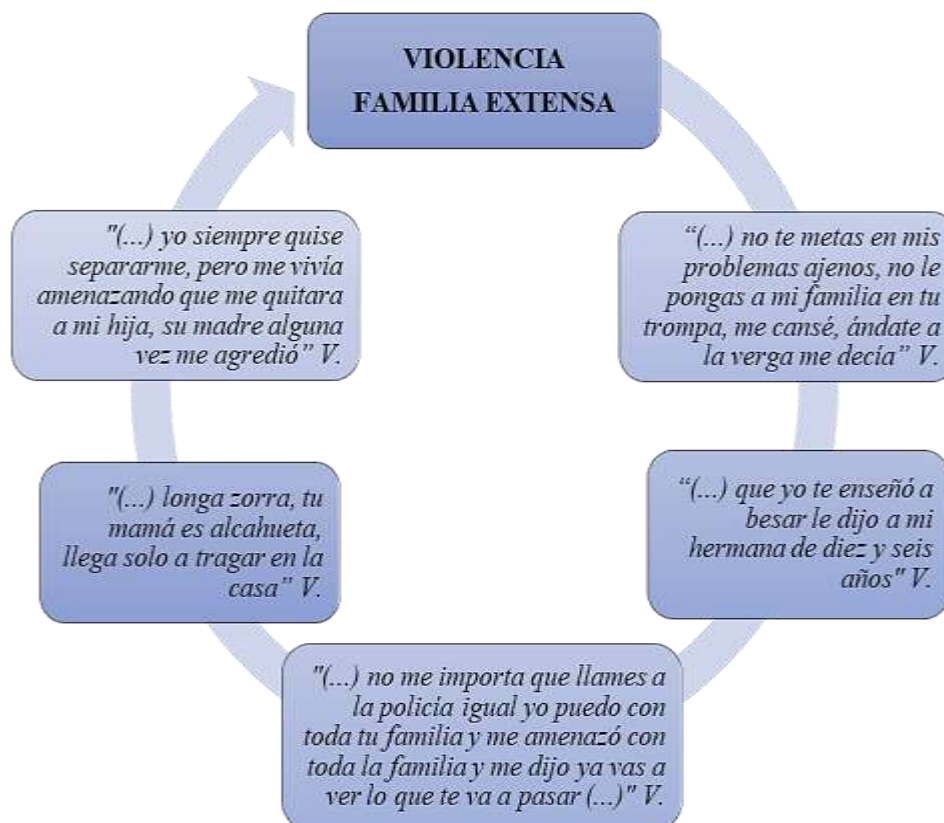 VIOLENCIA
FAMILIA EXTENSA
“(...) no te metas en mis
problemas ajenos, no le
pongas a mi familia en tu
trompa, me cansé, ándate a
la verga me decía” V.
“(...) que yo te enseñó a
besar le dijo a mi
hermana de diez y seis
años" V.
"(...) no me importa que llames a
la policía igual yo puedo con
toda tu familia y me amenazó con
toda la familia y me dijo ya vas a
ver lo que te va a pasar (...)" V.
"(...) longa zorra, tu
mamá es alcahueta,
llega solo a tragar en la
casa” V.
"(...) yo siempre quise
separarme, pero me vivía
amenazando que me quitara
a mi hija, su madre alguna
vez me agredió” V.